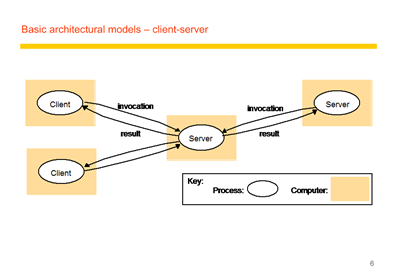 Basic architectural models – client-server
Client
invocation
result
Server
invocation
result
Server
Client
Key:
Process:
Computer:
6